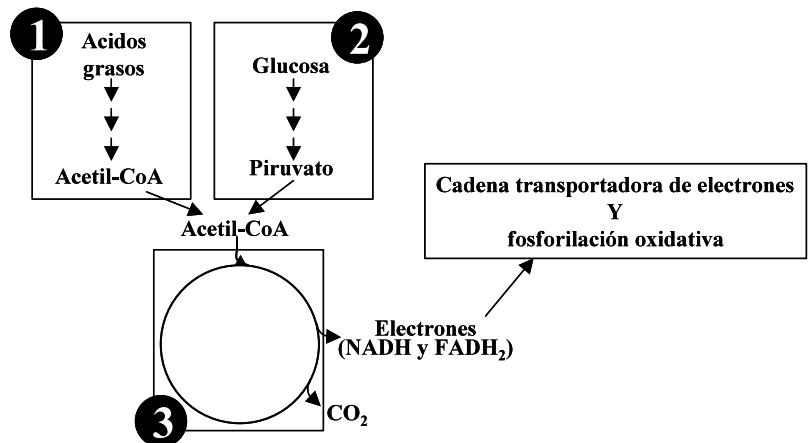 1
Acidos
grasos
Acetil-CoA
2
Glucosa
Piruvato
Acetil-CoA
Cadena transportadora de electrones
Y
fosforilación oxidativa
Electrones
(NADH y FADH₂)
CO₂
3